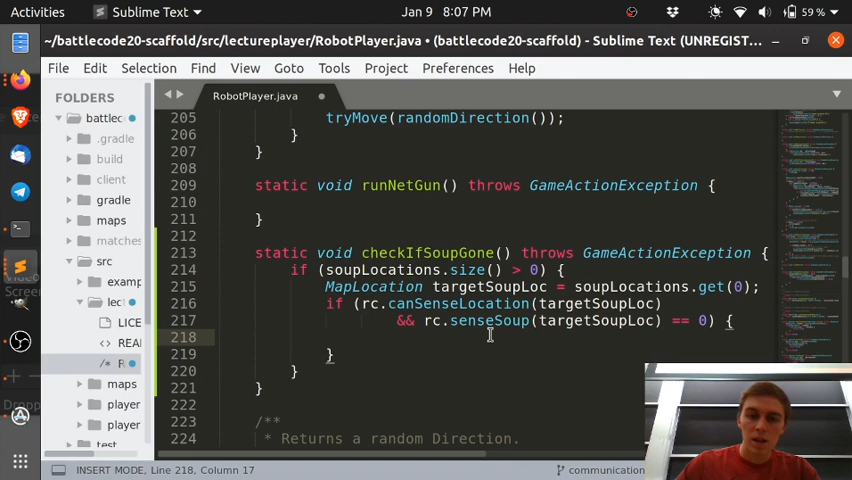 Activities
Sublime Text
Jan 9 8:07 PM
59 %
~/battlecode20-scaffold/src/lectureplayer/RobotPlayer.java • (battlecode20-scaffold) - Sublime Text (UNREGIST...
File Edit Selection Find View Goto Tools Project Preferences Help
FOLDERS
battlec
.gradle
build
client
gradle
maps
matches
src
examp
lect
LICE
REAI
/* R
maps
player
player
test
RobotPlayer.java
205 tryMove(randomDirection());
206 }
207 }
208
209 static void runNetGun() throws GameActionException {
210
211 }
212
213 static void checkIfSoupGone() throws GameActionException {
214 if (soupLocations.size() > 0) {
215 MapLocation targetSoupLoc = soupLocations.get(0);
216 if (rc.canSenseLocation(targetSoupLoc)
217 && rc.senseSoup(targetSoupLoc) == 0) {
218
219 }
220 }
221 }
222
223 /**
224 * Returns a random Direction.
INSERT MODE, Line 218, Column 17
communication